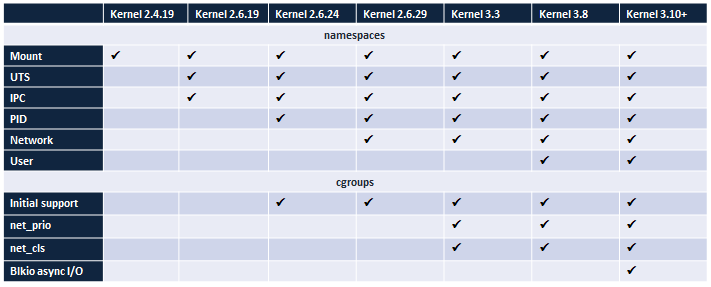 Kernel 2.4.19 Kernel 2.6.19 Kernel 2.6.24 Kernel 2.6.29 Kernel 3.3 Kernel 3.8 Kernel 3.10+
namespaces
Mount ✔ ✔ ✔ ✔ ✔ ✔ ✔
UTS ✔ ✔ ✔ ✔ ✔ ✔
IPC ✔ ✔ ✔ ✔ ✔ ✔
PID ✔ ✔ ✔ ✔ ✔
Network ✔ ✔ ✔ ✔
User ✔ ✔
cgroups
Initial support ✔ ✔ ✔ ✔ ✔
net_prio ✔ ✔ ✔
net_cls ✔ ✔ ✔
Blkio async I/O ✔